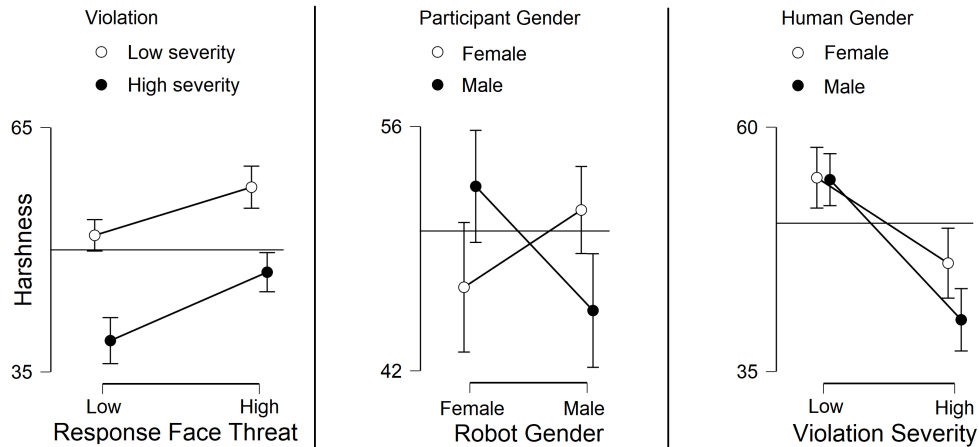 Violation
Low severity
High severity
65
Harshness
35
Low High
Response Face Threat
Participant Gender
Female
Male
56
42
Female Male
Robot Gender
Human Gender
Female
Male
60
35
Low High
Violation Severity